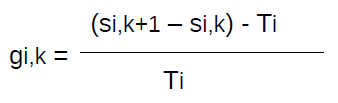 (si,k+1 – si,k) - Ti
gi,k =
Ti